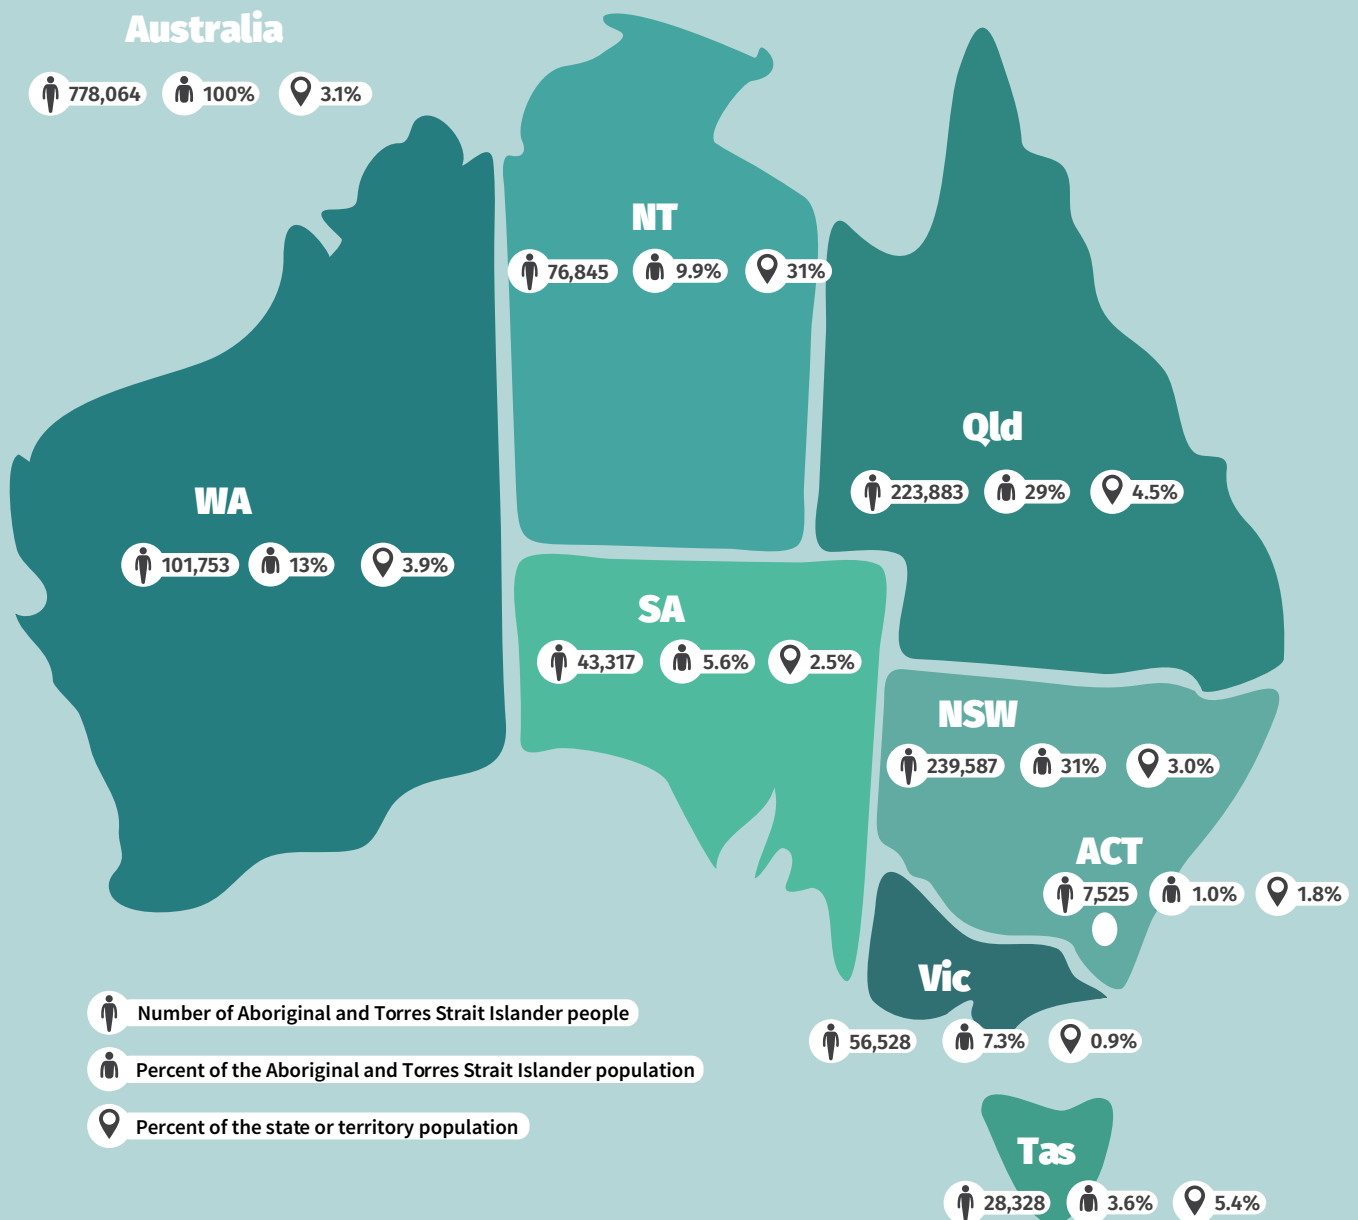 Australia
778,064 100% 3.1%
NT
76,845 9.9% 31%
Qld
223,883 29% 4.5%
WA
101,753 13% 3.9%
SA
43,317 5.6% 2.5%
NSW
239,587 31% 3.0%
ACT
7,525 1.0% 1.8%
Vic
56,528 7.3% 0.9%
Number of Aboriginal and Torres Strait Islander people
Percent of the Aboriginal and Torres Strait Islander population
Percent of the state or territory population
Tas
28,328 3.6% 5.4%